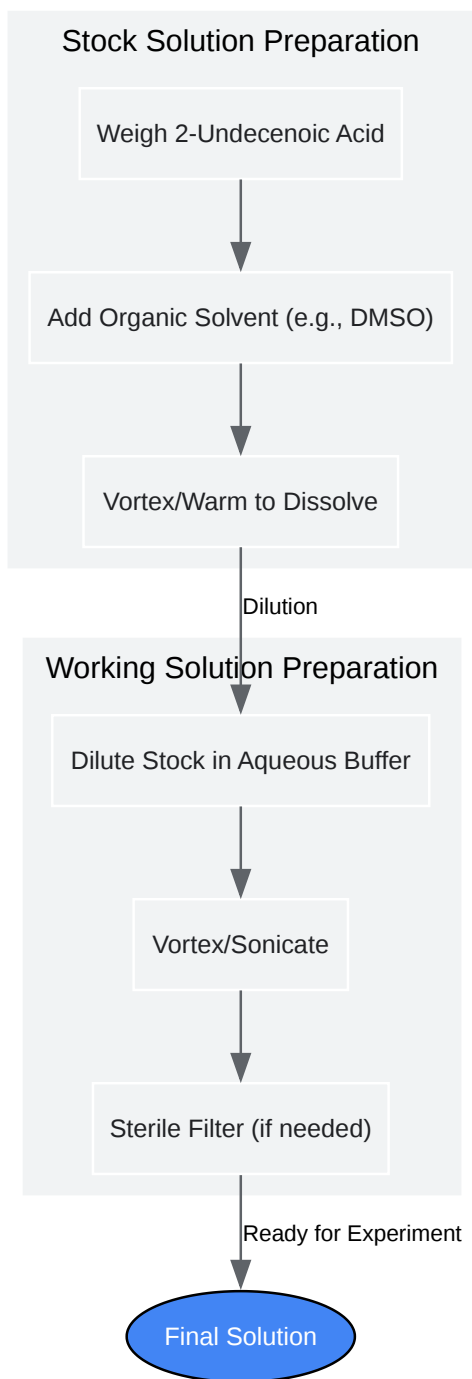 Stock Solution Preparation
Weigh 2-Undecenoic Acid
Add Organic Solvent (e.g., DMSO)
Vortex/Warm to Dissolve
Dilution
Working Solution Preparation
Dilute Stock in Aqueous Buffer
Vortex/Sonicate
Sterile Filter (if needed)
Ready for Experiment
Final Solution